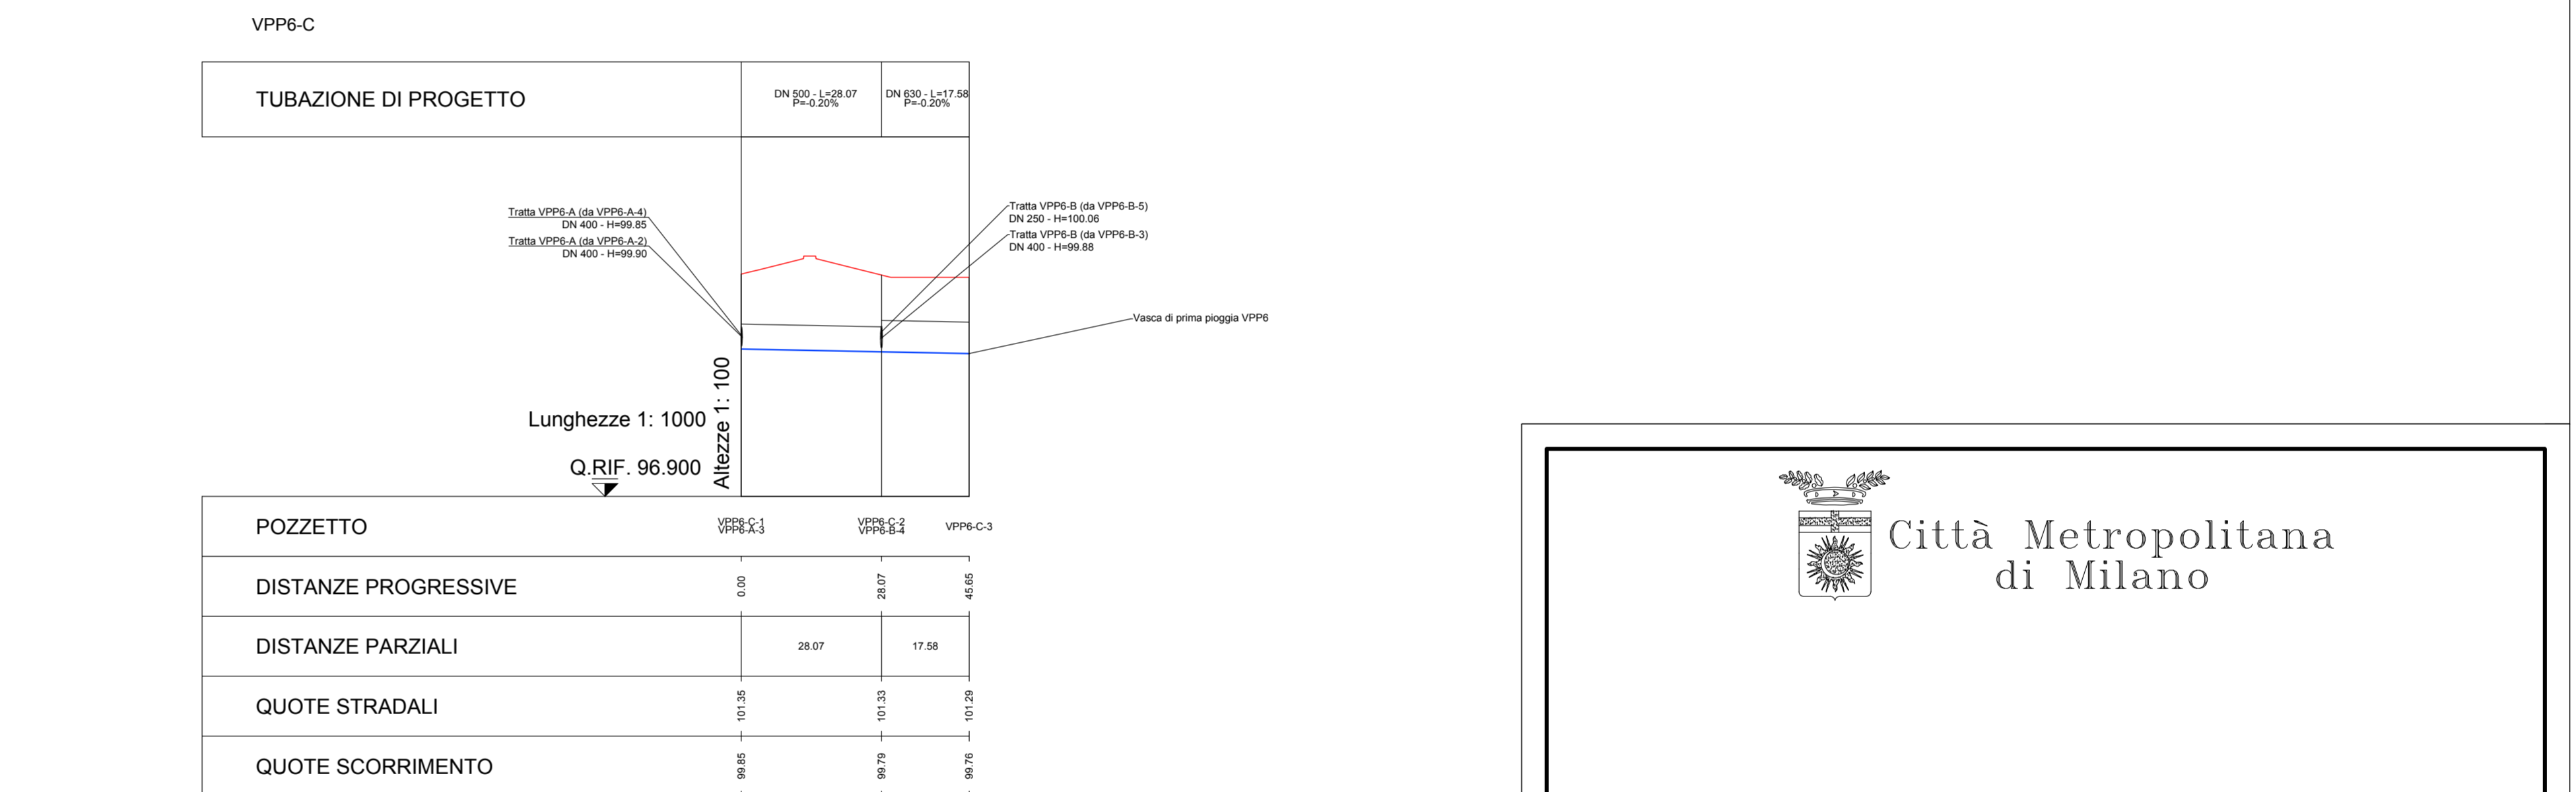 VPP6-C
TUBAZIONE DI PROGETTO
DN 500 - L=28.07
P=-0.20%
DN 630 - L=17.58
P=-0.20%
Tratta VPP6-A (da VPP6-A-4)
DN 400 - H=99.85
Tratta VPP6-A (da VPP6-A-2)
DN 400 - H=99.90
Tratta VPP6-B (da VPP6-B-5)
DN 250 - H=100.06
Tratta VPP6-B (da VPP6-B-3)
DN 400 - H=99.88
Vasca di prima pioggia VPP6
Lunghezze 1: 1000
Altezze 1: 100
Q.RIF. 96.900
POZZETTO
VPP6-C-1
VPP6-A-3
VPP6-C-2
VPP6-B-4
VPP6-C-3
DISTANZE PROGRESSIVE
0.00
28.07
45.65
DISTANZE PARZIALI
28.07
17.58
QUOTE STRADALI
101.35
101.33
101.29
QUOTE SCORRIMENTO
99.85
99.79
99.76
Città Metropolitana
di Milano